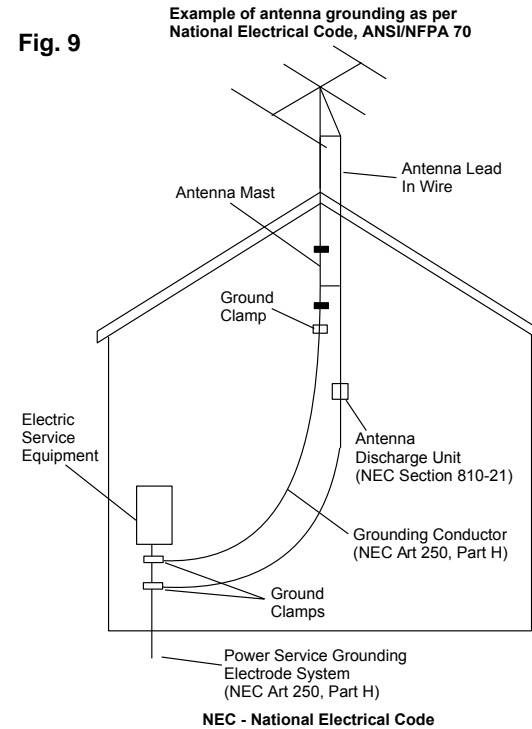 Example of antenna grounding as per
National Electrical Code, ANSI/NFPA 70
Fig. 9
Antenna Lead
In Wire
Antenna Mast
Ground
Clamp
Electric
Service
Equipment
Antenna
Discharge Unit
(NEC Section 810-21)
Grounding Conductor
(NEC Art 250, Part H)
Ground
Clamps
Power Service Grounding
Electrode System
(NEC Art 250, Part H)
NEC - National Electrical Code